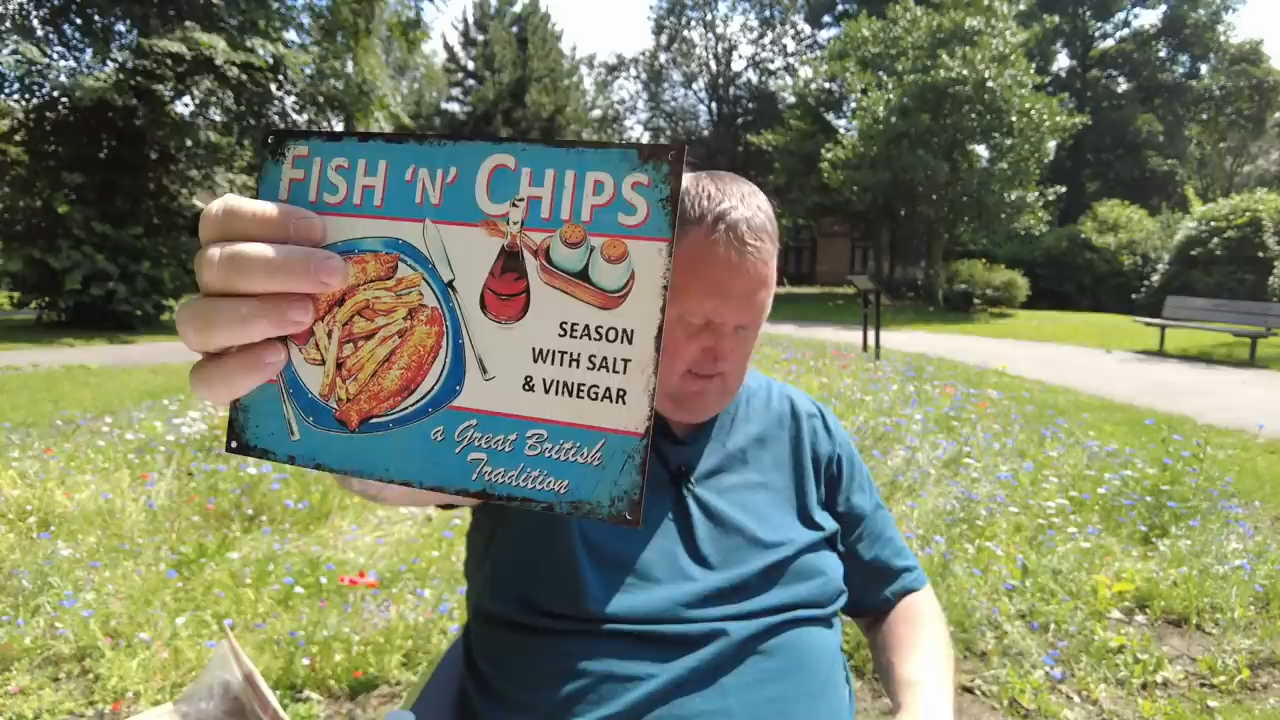 FISH 'N' CHIPS
SEASON
WITH SALT
& VINEGAR
a Great British
Tradition